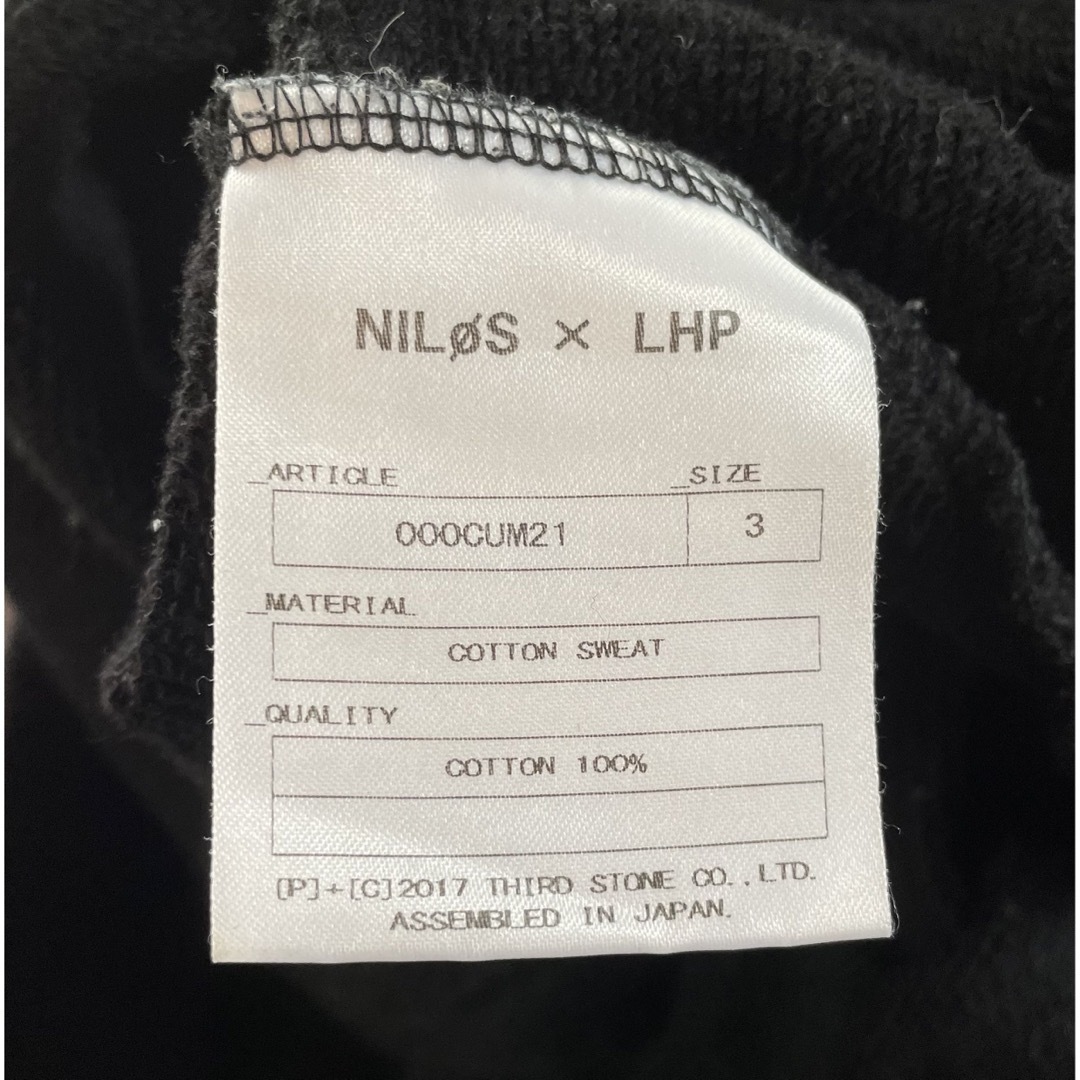 NILøS × LHP
_ARTICLE _SIZE
000CUM21 3
_MATERIAL
COTTON SWEAT
_QUALITY
COTTON 100%
[P]+[C]2017 THIRD STONE CO.,LTD.
ASSEMBLED IN JAPAN.